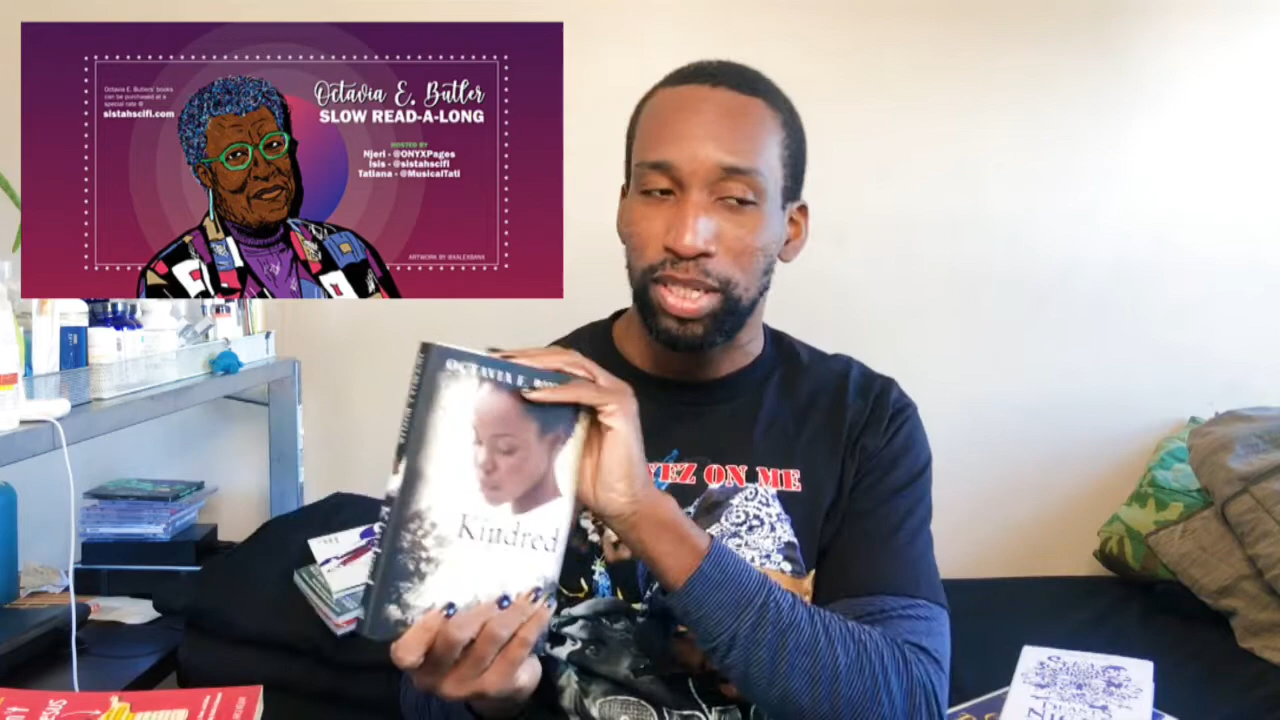 Octavia E. Butlers' books
can be purchased at a
special rate @
sistahscifi.com
Octavia E. Butler
SLOW READ-A-LONG
HOSTED BY
Njeri - @ONYXPages
Isis - @sistahscifi
Tatiana - @MusicalTati
ARTWORK BY @XALEXBANX
OCTAVIA E.
Kindred
YEZ ON ME